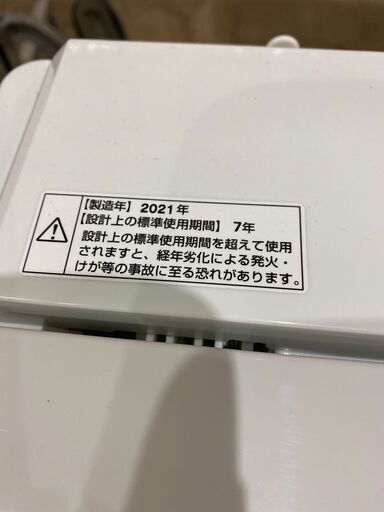 【製造年】2021年
【設計上の標準使用期間】 7年
設計上の標準使用期間を超えて使用
されますと、経年劣化による発火・
けが等の事故に至る恐れがあります。